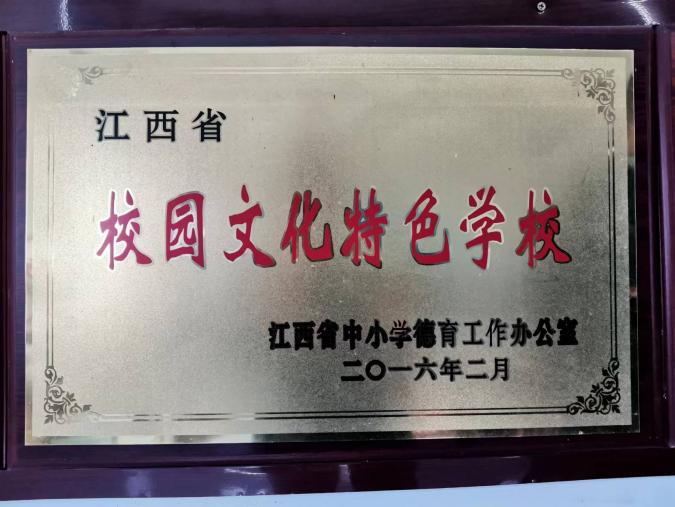 江西省
校园文化特色学校
江西省中小学德育工作办公室
二〇一六年二月